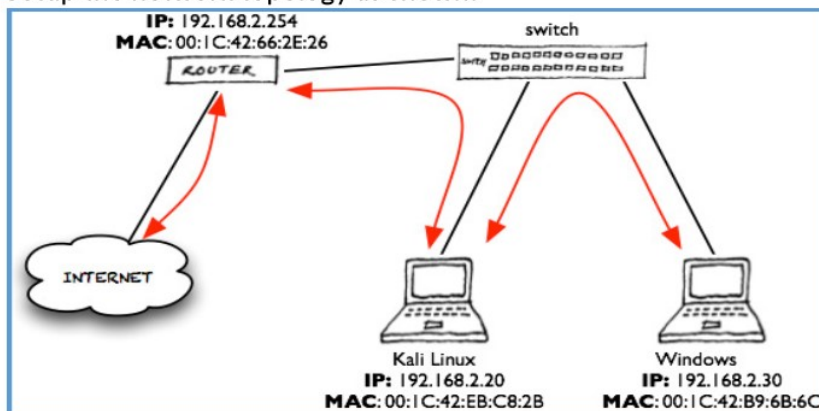 IP: 192.168.2.254
MAC: 00:1C:42:66:2E:26
ROUTER
switch
INTERNET
Kali Linux
IP: 192.168.2.20
MAC: 00:1C:42:EB:C8:2B
Windows
IP: 192.168.2.30
MAC: 00:1C:42:B9:6B:6C